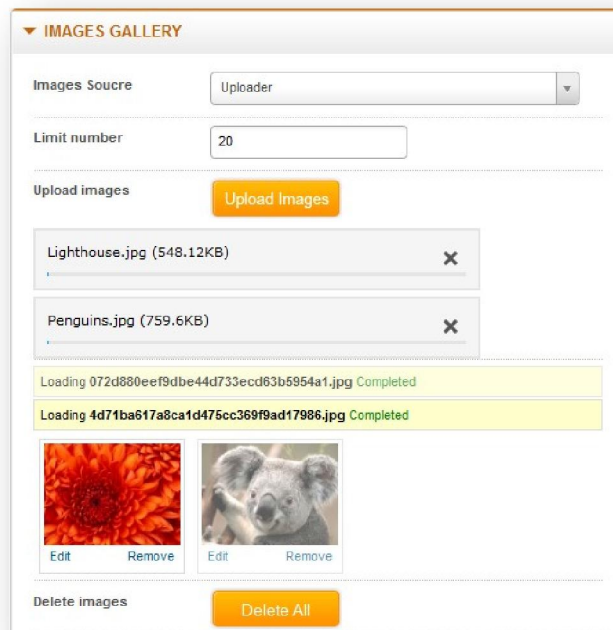 IMAGES GALLERY
Images Soucre
Uploader
Limit number
20
Upload images
Upload Images
Lighthouse.jpg (548.12KB)
Penguins.jpg (759.6KB)
Loading 072d880eef9dbe44d733ecd63b5954a1.jpg Completed
Loading 4d71ba617a8ca1d475cc369f9ad17986.jpg Completed
Edit Remove
Edit Remove
Delete images
Delete All